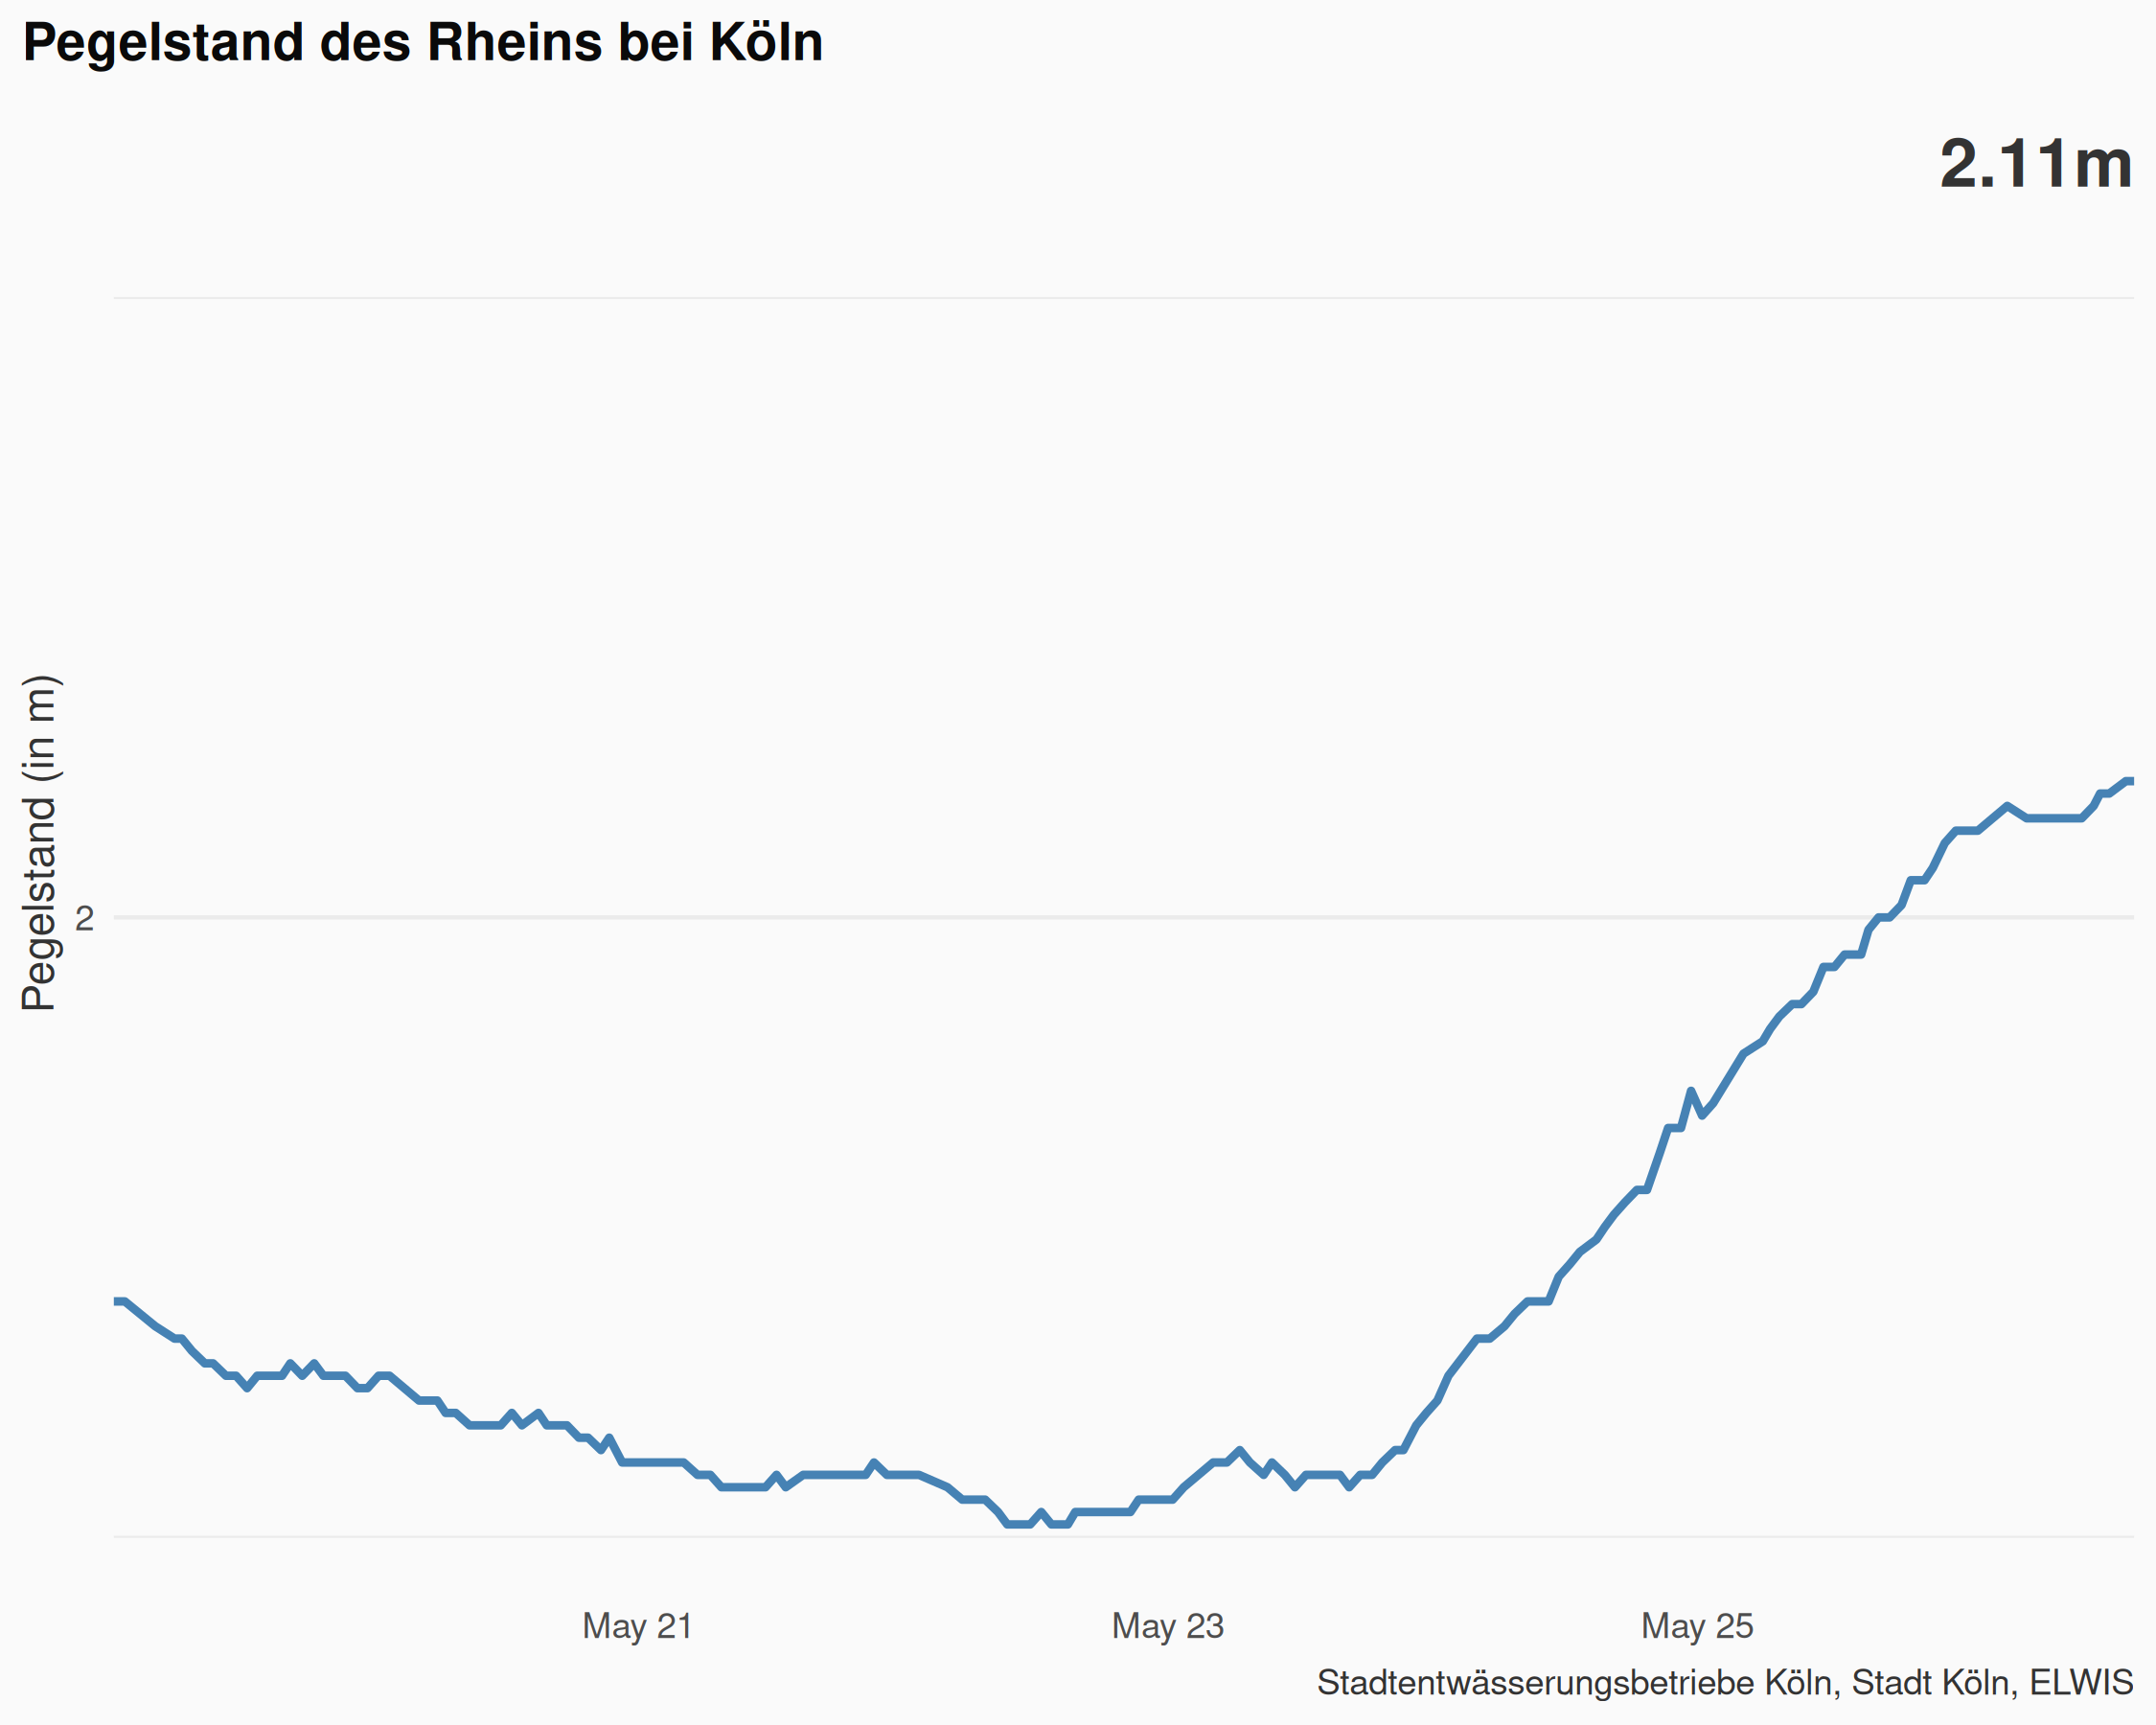 Pegelstand des Rheins bei Köln
2.11m
Pegelstand (in m)
2
May 21
May 23
May 25
Stadtentwässerungsbetriebe Köln, Stadt Köln, ELWIS